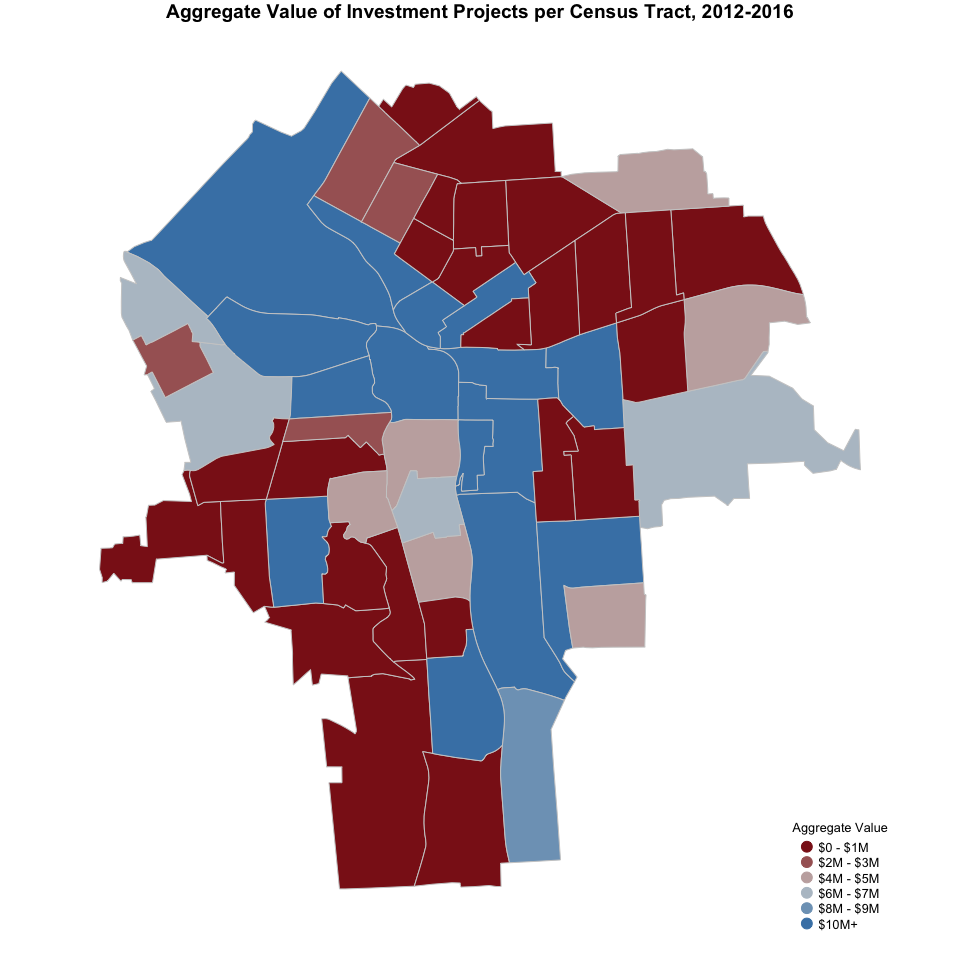 Aggregate Value of Investment Projects per Census Tract, 2012-2016
Aggregate Value
$0 - $1M
$2M - $3M
$4M - $5M
$6M - $7M
$8M - $9M
$10M+